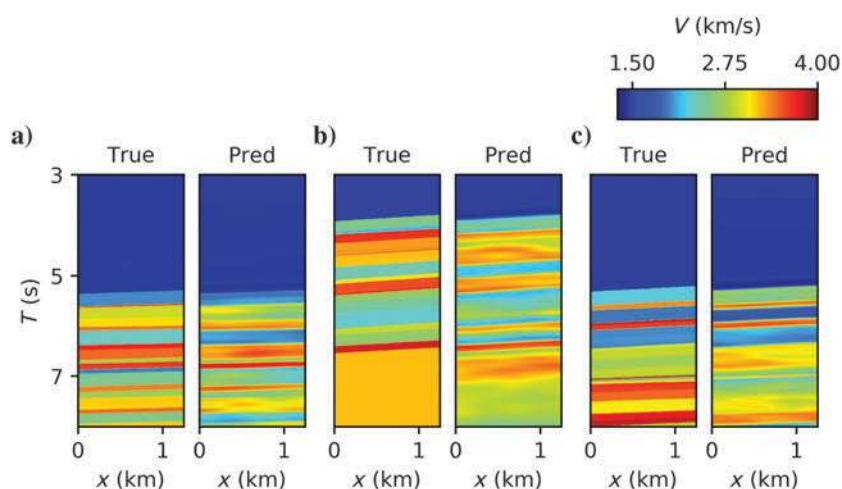 V (km/s)
1.50 2.75 4.00
a) b) c)
True Pred True Pred True Pred
3
5
7
T (s)
0 1 0 1 0 1 0 1 0 1 0 1
x (km) x (km) x (km) x (km) x (km) x (km)